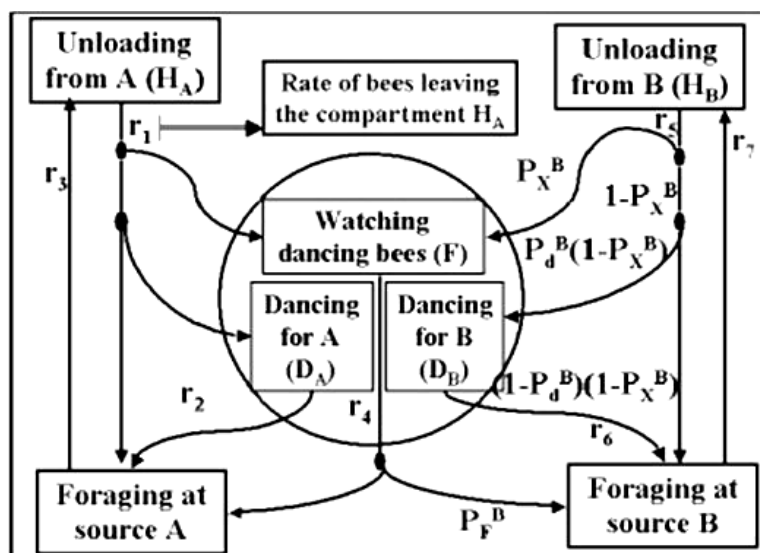 Unloading
from A (H_A)
Rate of bees leaving
the compartment H_A
Unloading
from B (H_B)
r_1
r_5
r_3
r_7
P_X^B
1-P_X^B
Watching
dancing bees (F)
P_d^B(1-P_X^B)
Dancing
for A
(D_A)
Dancing
for B
(D_B)
(1-P_d^B)(1-P_X^B)
r_2
r_4
r_6
Foraging at
source A
P_F^B
Foraging at
source B